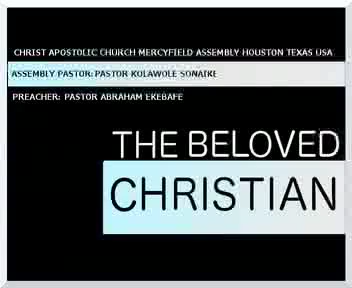 CHRIST APOSTOLIC CHURCH MERCYFIELD ASSEMBLY HOUSTON TEXAS USA
ASSEMBLY PASTOR: PASTOR KOLAWOLE SONAIKE
PREACHER: PASTOR ABRAHAM EKEBAFE
THE BELOVED
CHRISTIAN